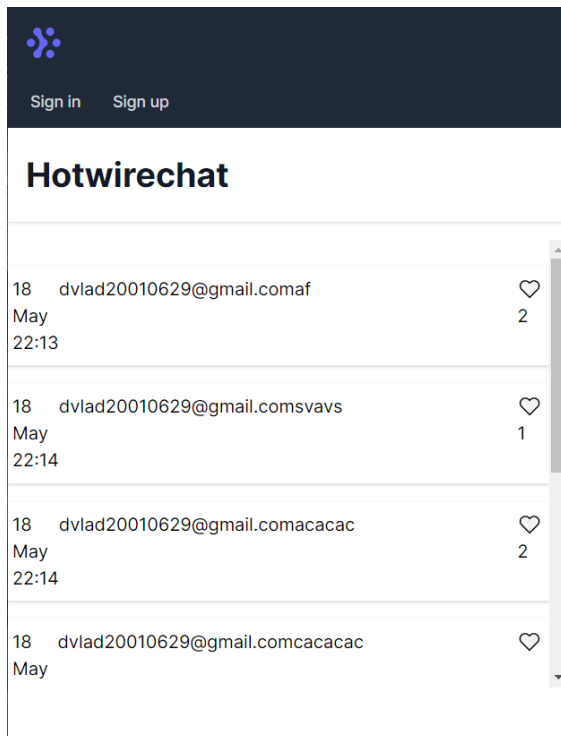 Sign in Sign up
Hotwirechat
18 dvlad20010629@gmail.comaf
May 2
22:13
18 dvlad20010629@gmail.comsvavs
May 1
22:14
18 dvlad20010629@gmail.comacacac
May 2
22:14
18 dvlad20010629@gmail.comcacacac
May